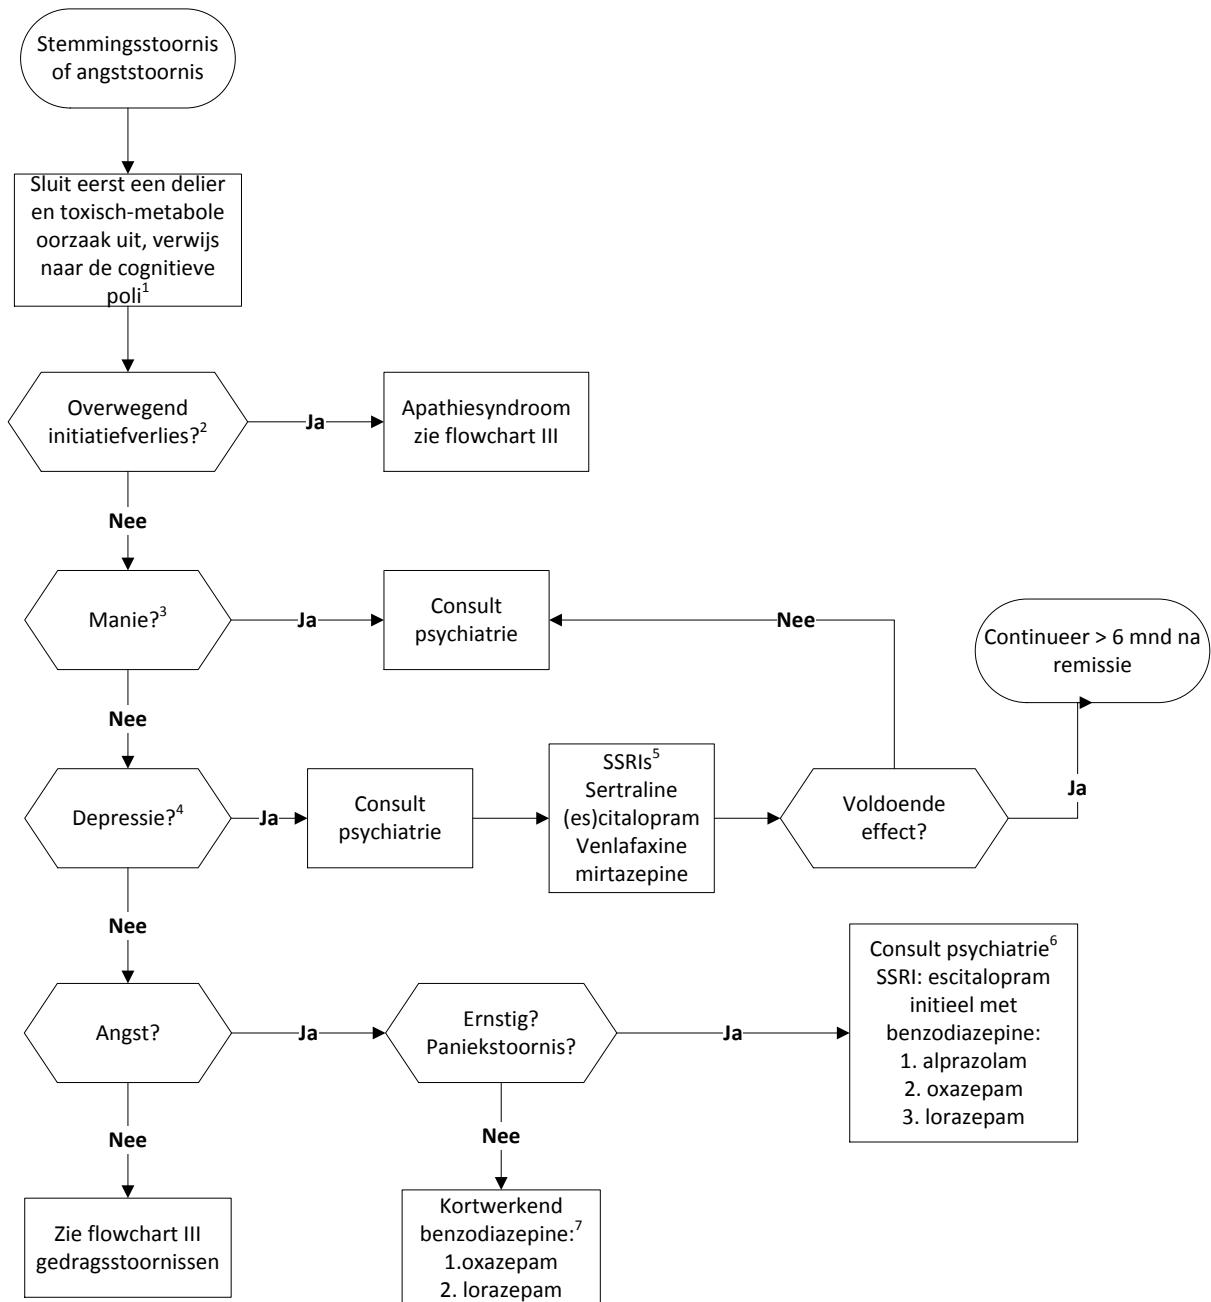 Stemmingsstoornis
of angststoornis
Sluit eerst een delier
en toxisch-metabole
oorzaak uit, verwijs
naar de cognitieve
poli1
Overwegend
initiatiefverlies?2
Ja
Apathiesyndroom
zie flowchart III
Nee
Manie?3
Ja
Consult
psychiatrie
Nee
Continueer > 6 mnd na
remissie
Nee
Depressie?4
Ja
Consult
psychiatrie
SSRIs5
Sertraline
(es)citalopram
Venlafaxine
mirtazepine
Voldoende
effect?
Ja
Nee
Angst?
Ja
Ernstig?
Paniekstoornis?
Ja
Consult psychiatrie6
SSRI: escitalopram
initieel met
benzodiazepine:
1. alprazolam
2. oxazepam
3. lorazepam
Nee
Nee
Zie flowchart III
gedragsstoornissen
Kortwerkend
benzodiazepine:7
1.oxazepam
2. lorazepam